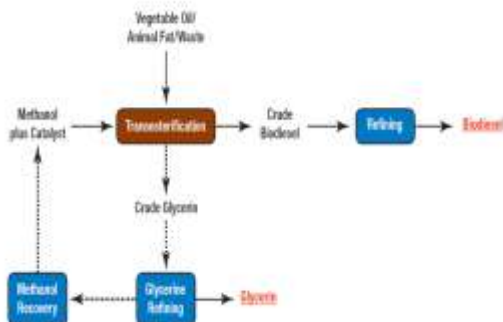 Vegetable Oil/
Animal Fat/Waste
Methanol
plus Catalyst
Transesterification
Crude
Biodiesel
Refining
Biodiesel
Crude Glycerin
Methanol
Recovery
Glycerine
Refining
Glycerin